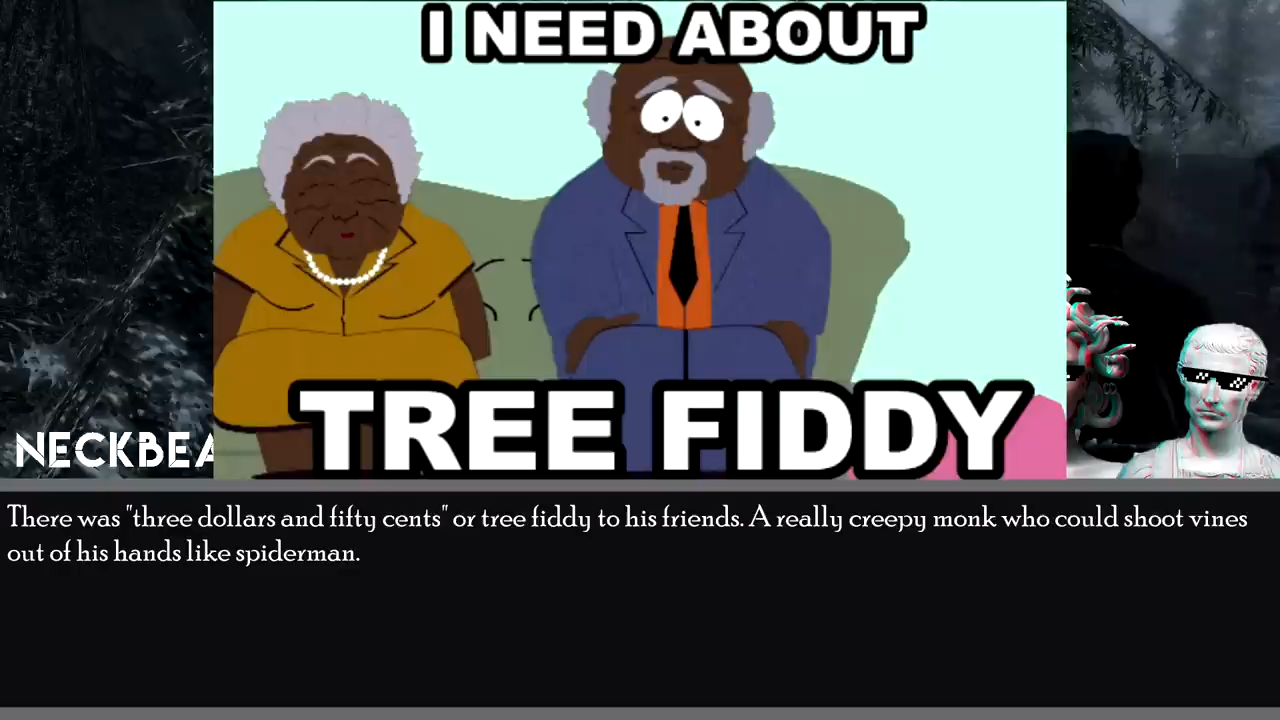 I NEED ABOUT
TREE FIDDY
NECKBEA
There was "three dollars and fifty cents" or tree fiddy to his friends. A really creepy monk who could shoot vines
out of his hands like spiderman.